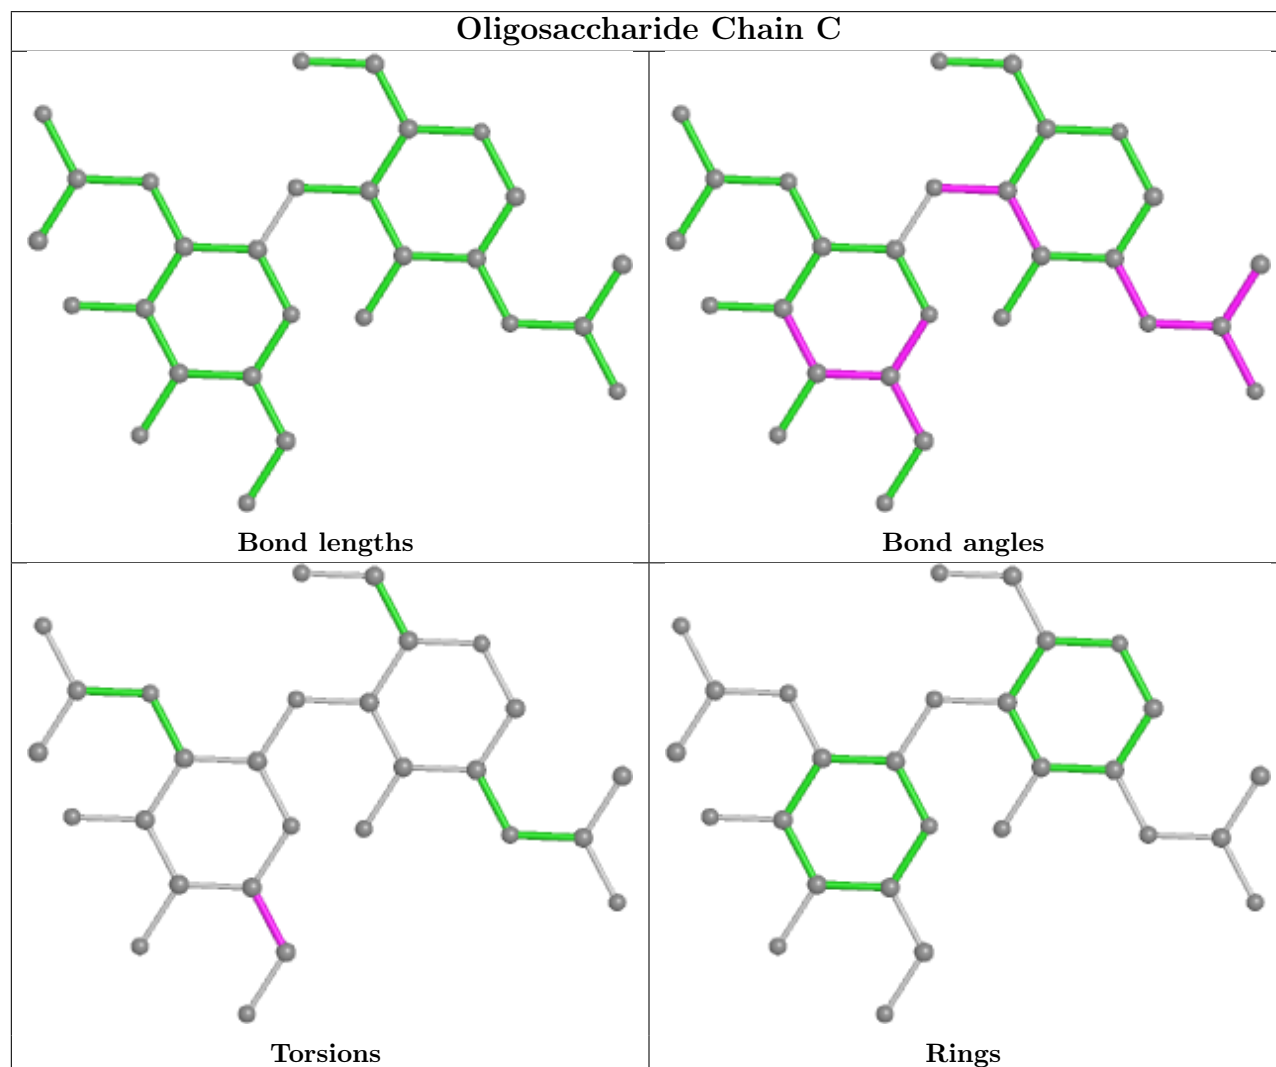 Oligosaccharide Chain C
Bond lengths
Bond angles
Torsions
Rings